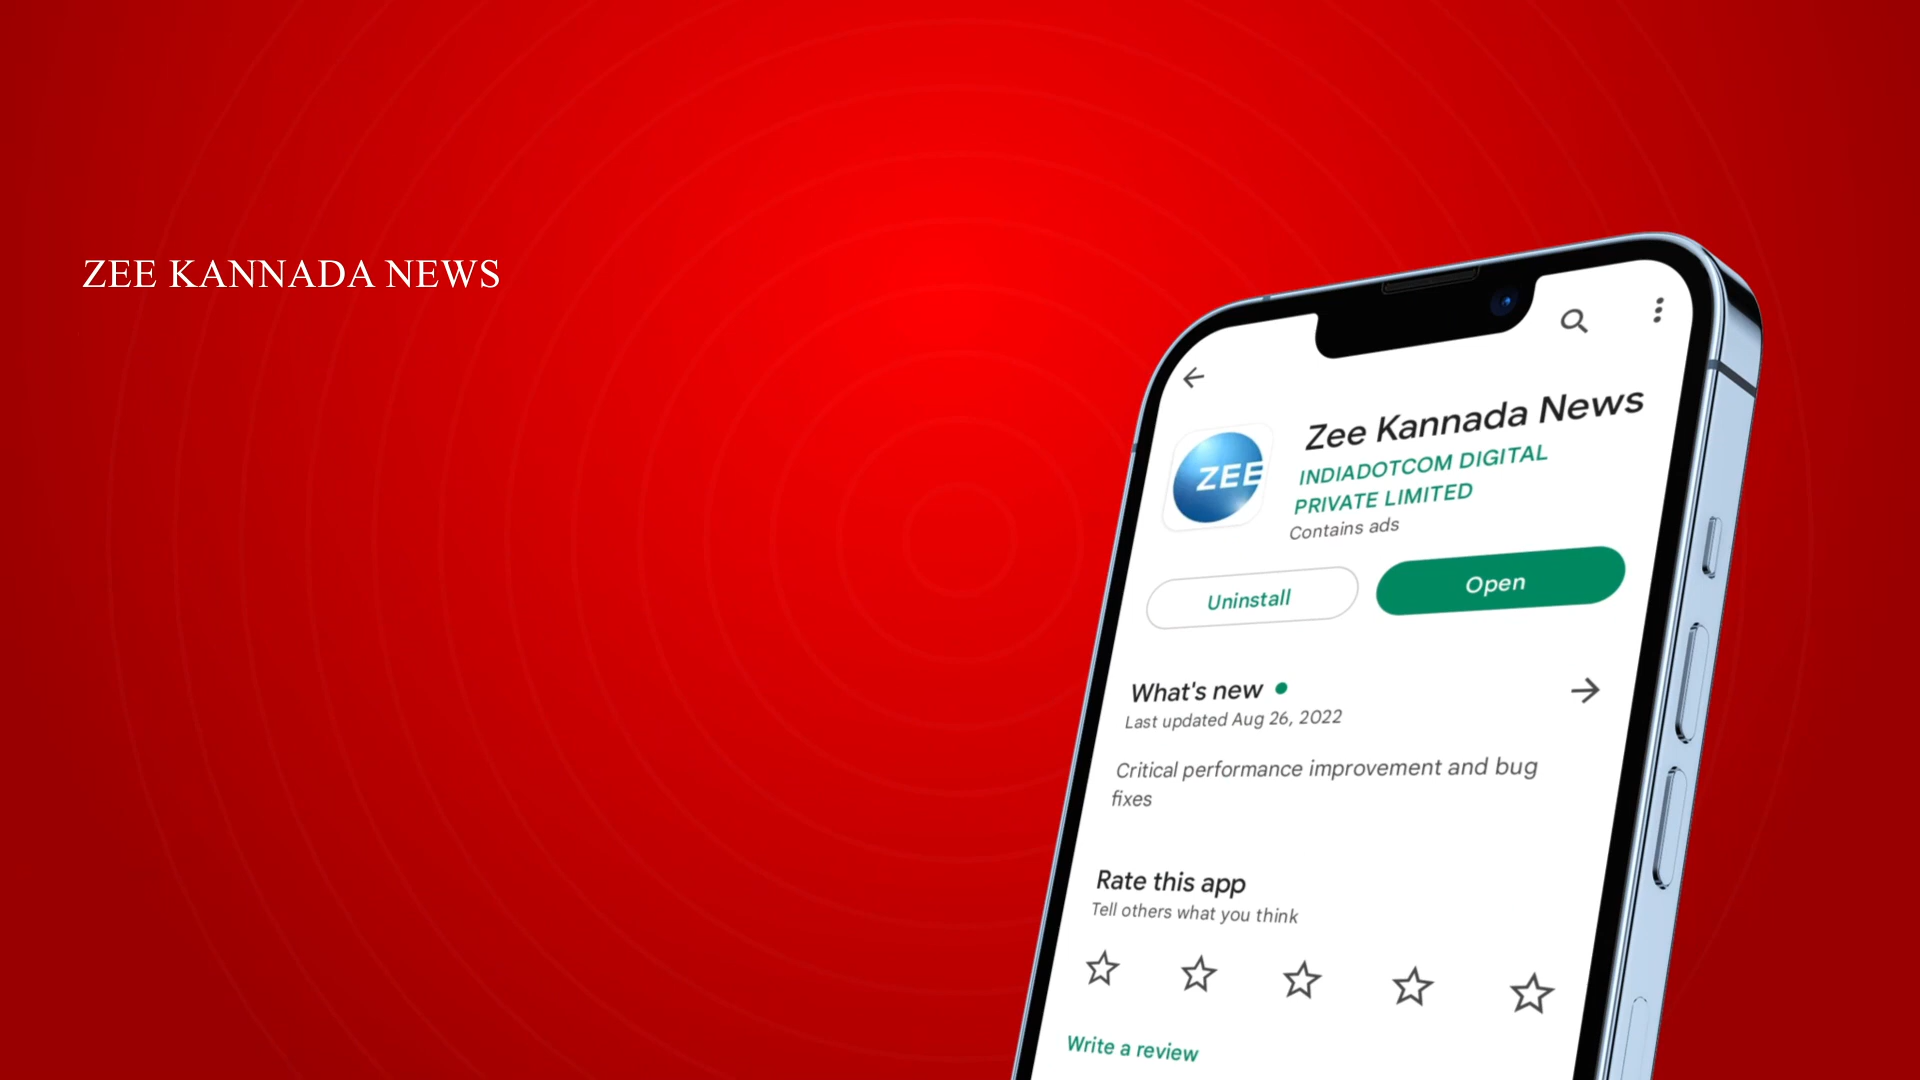 ZEE KANNADA NEWS
Zee Kannada News
ZEE
INDIADOTCOM DIGITAL
PRIVATE LIMITED
Contains ads
Uninstall
Open
What's new
Last updated Aug 26, 2022
Critical performance improvement and bug
fixes
Rate this app
Tell others what you think
Write a review